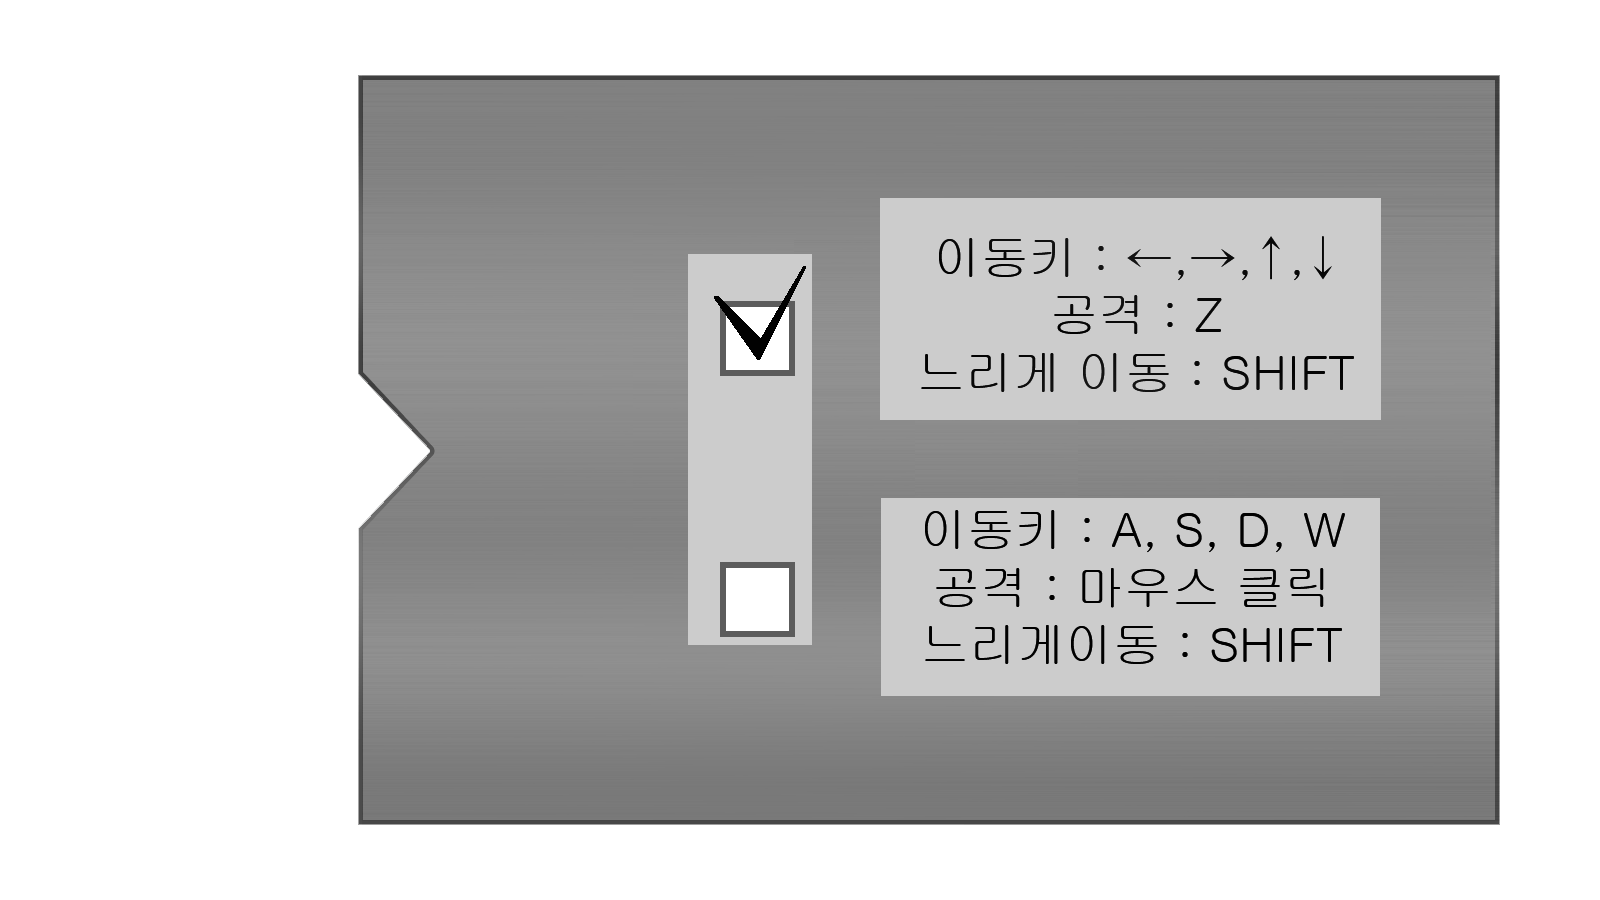 이동키 : ←,→,↑,↓
공격 : Z
느리게 이동 : SHIFT
이동키 : A, S, D, W
공격 : 마우스 클릭
느리게이동 : SHIFT